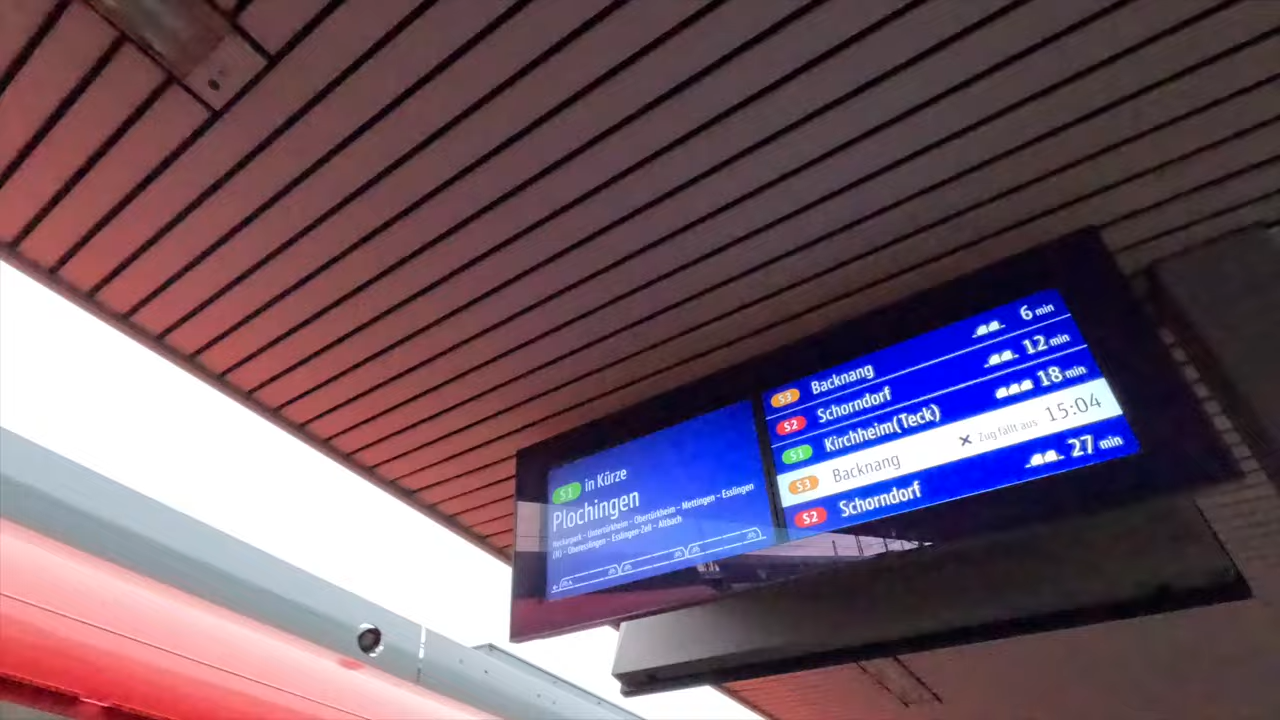 S1 in Kürze
Plochingen
Neckarpark – Untertürkheim – Obertürkheim – Mettingen – Esslingen
(N) – Oberesslingen – Esslingen-Zell – Altbach
S3 Backnang 6 min
S2 Schorndorf 12 min
S1 Kirchheim(Teck) 18 min
S3 Backnang × Zug fällt aus 15:04
S2 Schorndorf 27 min